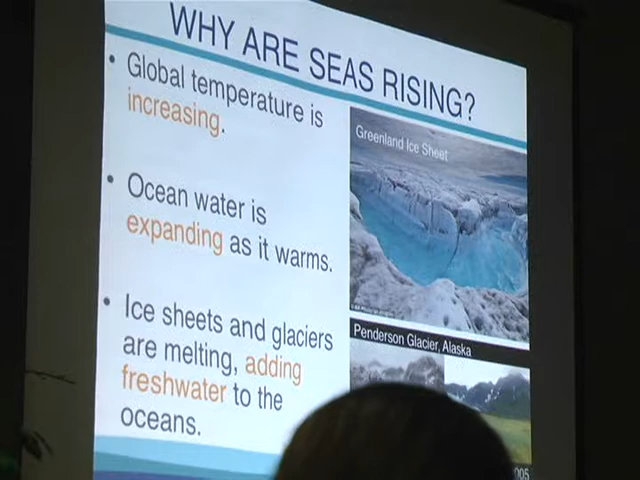 WHY ARE SEAS RISING?
• Global temperature is
increasing.
• Ocean water is
expanding as it warms.
• Ice sheets and glaciers
are melting, adding
freshwater to the
oceans.
Greenland Ice Sheet
Penderson Glacier, Alaska
005